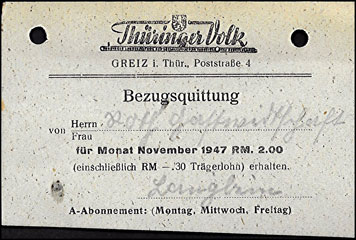 Thüringer Volk
GREIZ i. Thür., Poststraße 4
Bezugsquittung
von Herrn
Frau
für Monat November 1947 RM. 2.00
(einschließlich RM –.30 Trägerlohn) erhalten.
A-Abonnement: (Montag, Mittwoch, Freitag)